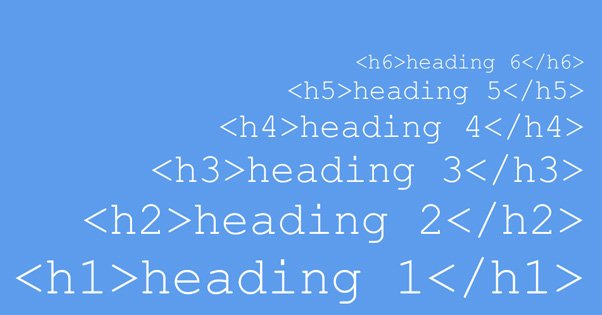 <h6>heading 6</h6>
<h5>heading 5</h5>
<h4>heading 4</h4>
<h3>heading 3</h3>
<h2>heading 2</h2>
<h1>heading 1</h1>